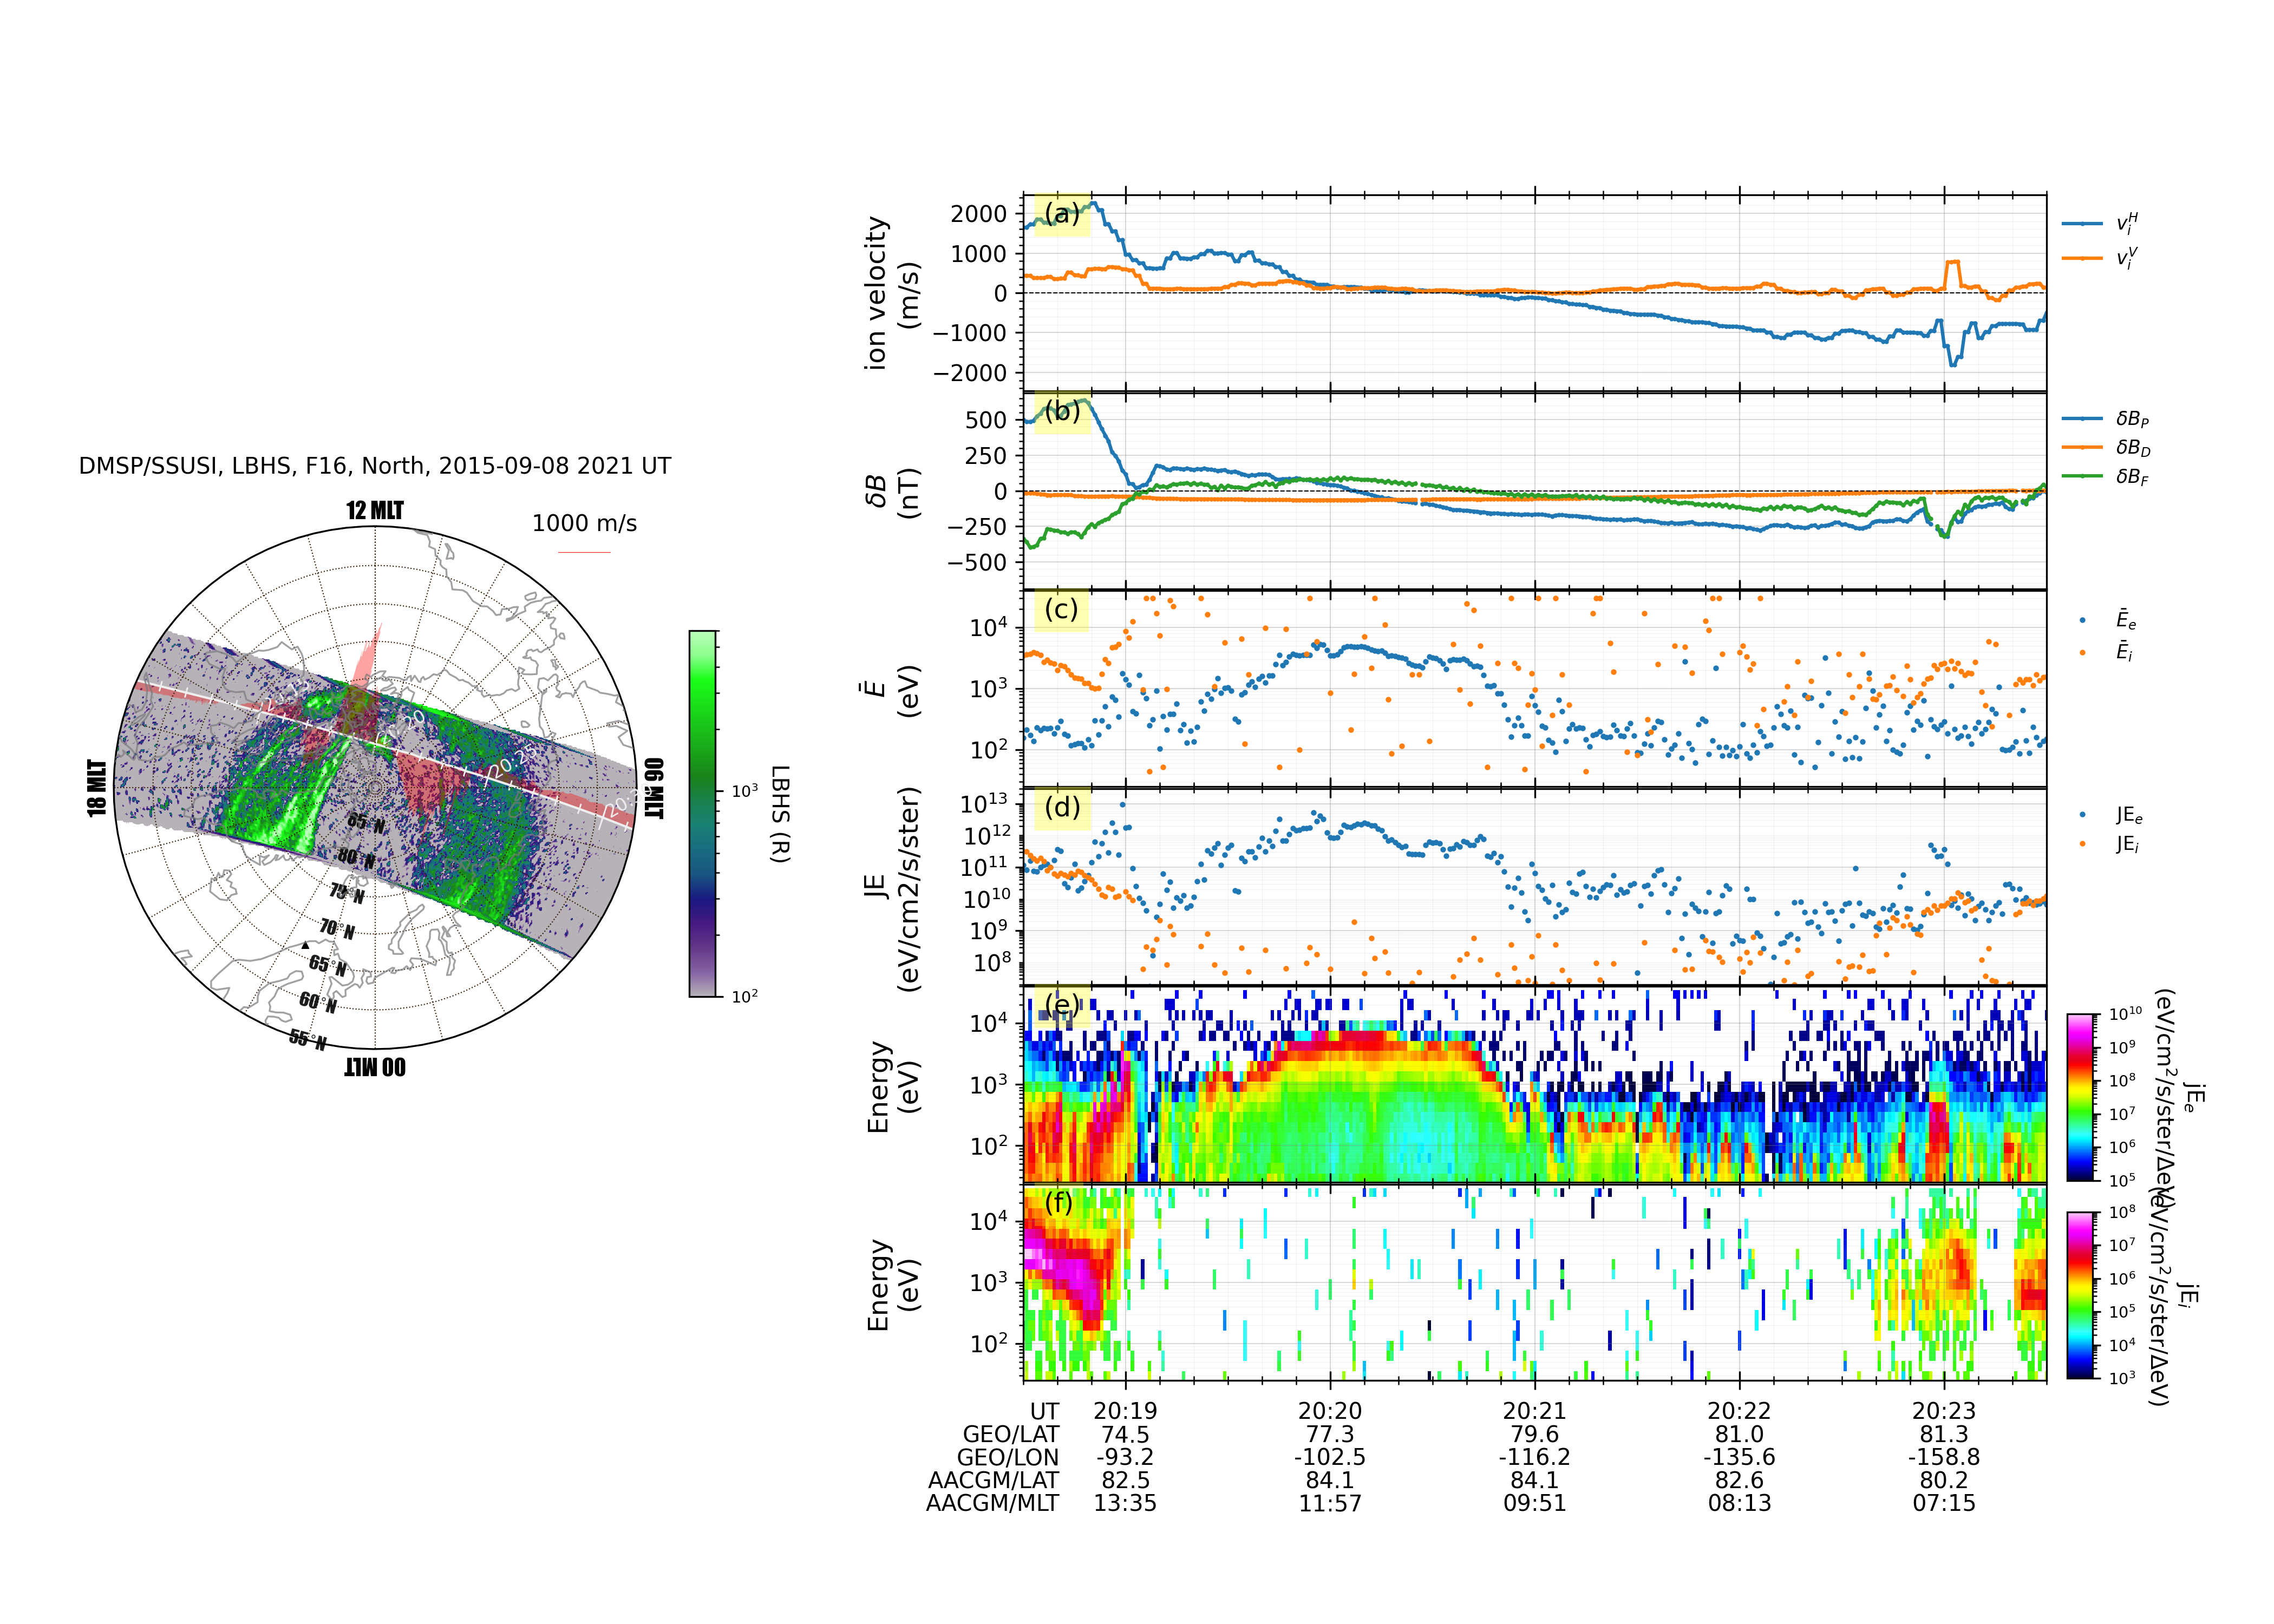 DMSP/SSUSI, LBHS, F16, North, 2015-09-08 2021 UT
12 MLT
1000 m/s
18 MLT
06 MLT
00 MLT
20:25
65°N
80°N
75°N
70°N
65°N
60°N
55°N
10³
10²
LBHS (R)
(a)
ion velocity
(m/s)
2000
1000
0
−1000
−2000
v_i^H
v_i^V
(b)
δB
(nT)
500
250
0
−250
−500
δB_P
δB_D
δB_F
(c)
Ē
(eV)
10⁴
10³
10²
Ē_e
Ē_i
(d)
JE
(eV/cm2/s/ster)
10¹³
10¹²
10¹¹
10¹⁰
10⁹
10⁸
JE_e
JE_i
(e)
Energy
(eV)
10⁴
10³
10²
10¹⁰
10⁹
10⁸
10⁷
10⁶
10⁵
jE_e
(eV/cm²/s/ster/ΔeV)
(f)
Energy
(eV)
10⁴
10³
10²
10⁸
10⁷
10⁶
10⁵
10⁴
10³
jE_i
(eV/cm²/s/ster/ΔeV)
UT 20:19 20:20 20:21 20:22 20:23
GEO/LAT 74.5 77.3 79.6 81.0 81.3
GEO/LON -93.2 -102.5 -116.2 -135.6 -158.8
AACGM/LAT 82.5 84.1 84.1 82.6 80.2
AACGM/MLT 13:35 11:57 09:51 08:13 07:15